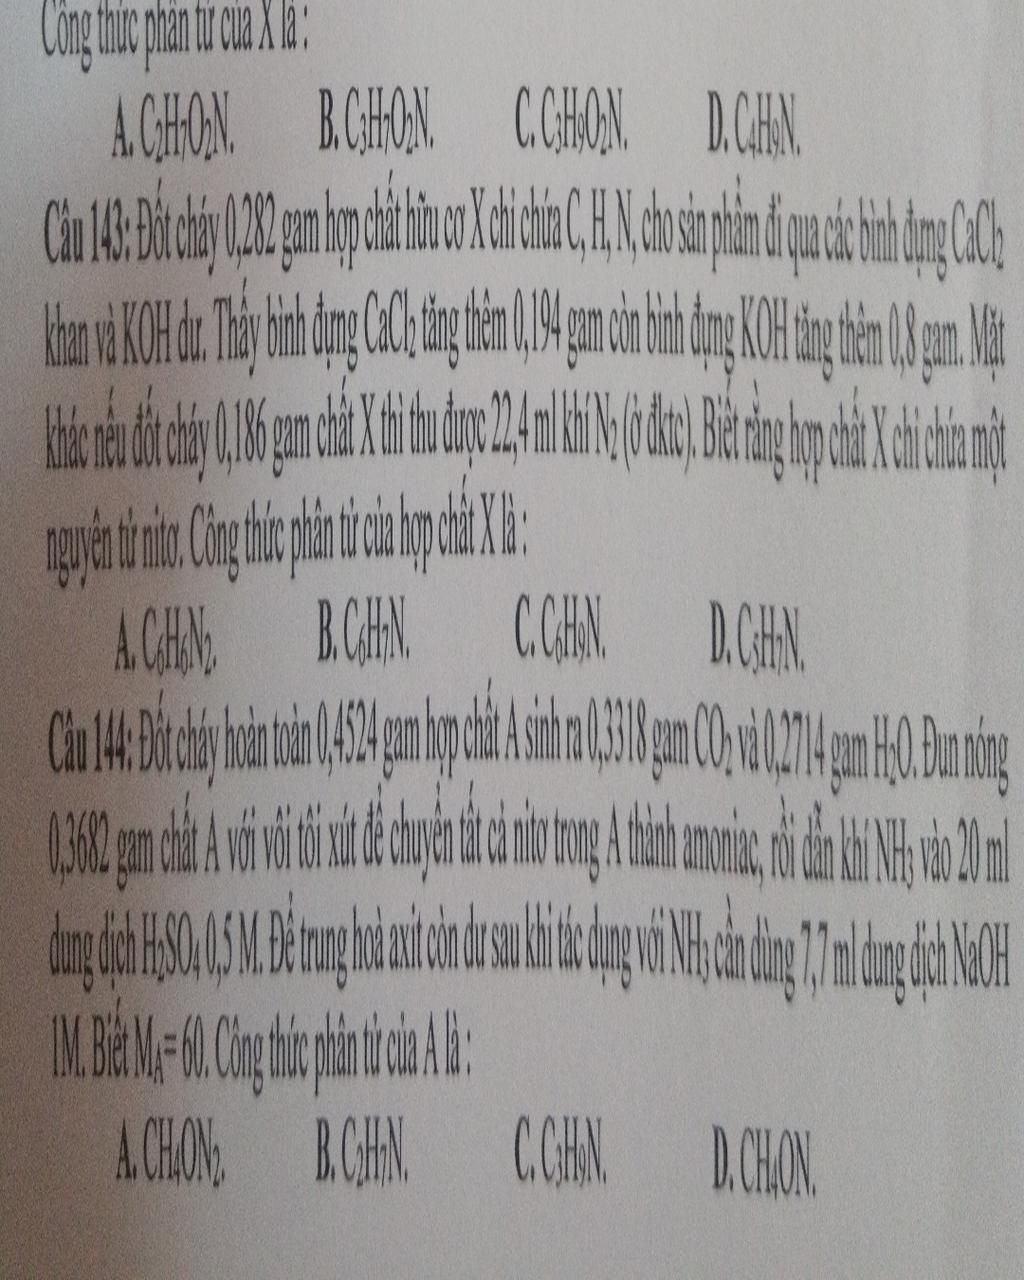 Công thức phân tử của X là :
A. C₂H₇O₂N. B. C₃H₇O₂N. C. C₃H₉O₂N. D. C₄H₉N.
Câu 143: Đốt cháy 0,282 gam hợp chất hữu cơ X chỉ chứa C, H, N, cho sản phẩm đi qua các bình đựng CaCl₂
khan và KOH dư. Thấy bình đựng CaCl₂ tăng thêm 0,194 gam còn bình đựng KOH tăng thêm 0,8 gam. Mặt
khác nếu đốt cháy 0,186 gam chất X thì thu được 22,4 ml khí N₂ (ở đktc). Biết rằng hợp chất X chỉ chứa một
nguyên tử nitơ. Công thức phân tử của hợp chất X là :
A. C₆H₆N₂. B. C₆H₇N. C. C₆H₉N. D. C₅H₇N.
Câu 144: Đốt cháy hoàn toàn 0,4524 gam hợp chất A sinh ra 0,3318 gam CO₂ và 0,2714 gam H₂O. Đun nóng
0,3682 gam chất A với vôi tôi xút để chuyển tất cả nitơ trong A thành amoniac, rồi dẫn khí NH₃ vào 20 ml
dung dịch H₂SO₄ 0,5 M. Để trung hoà axit còn dư sau khi tác dụng với NH₃ cần dùng 7,7 ml dung dịch NaOH
1M. Biết M<sub>A</sub>= 60. Công thức phân tử của A là :
A. CH₄ON₂. B. C₂H₇N. C. C₃H₉N. D. CH₄ON.